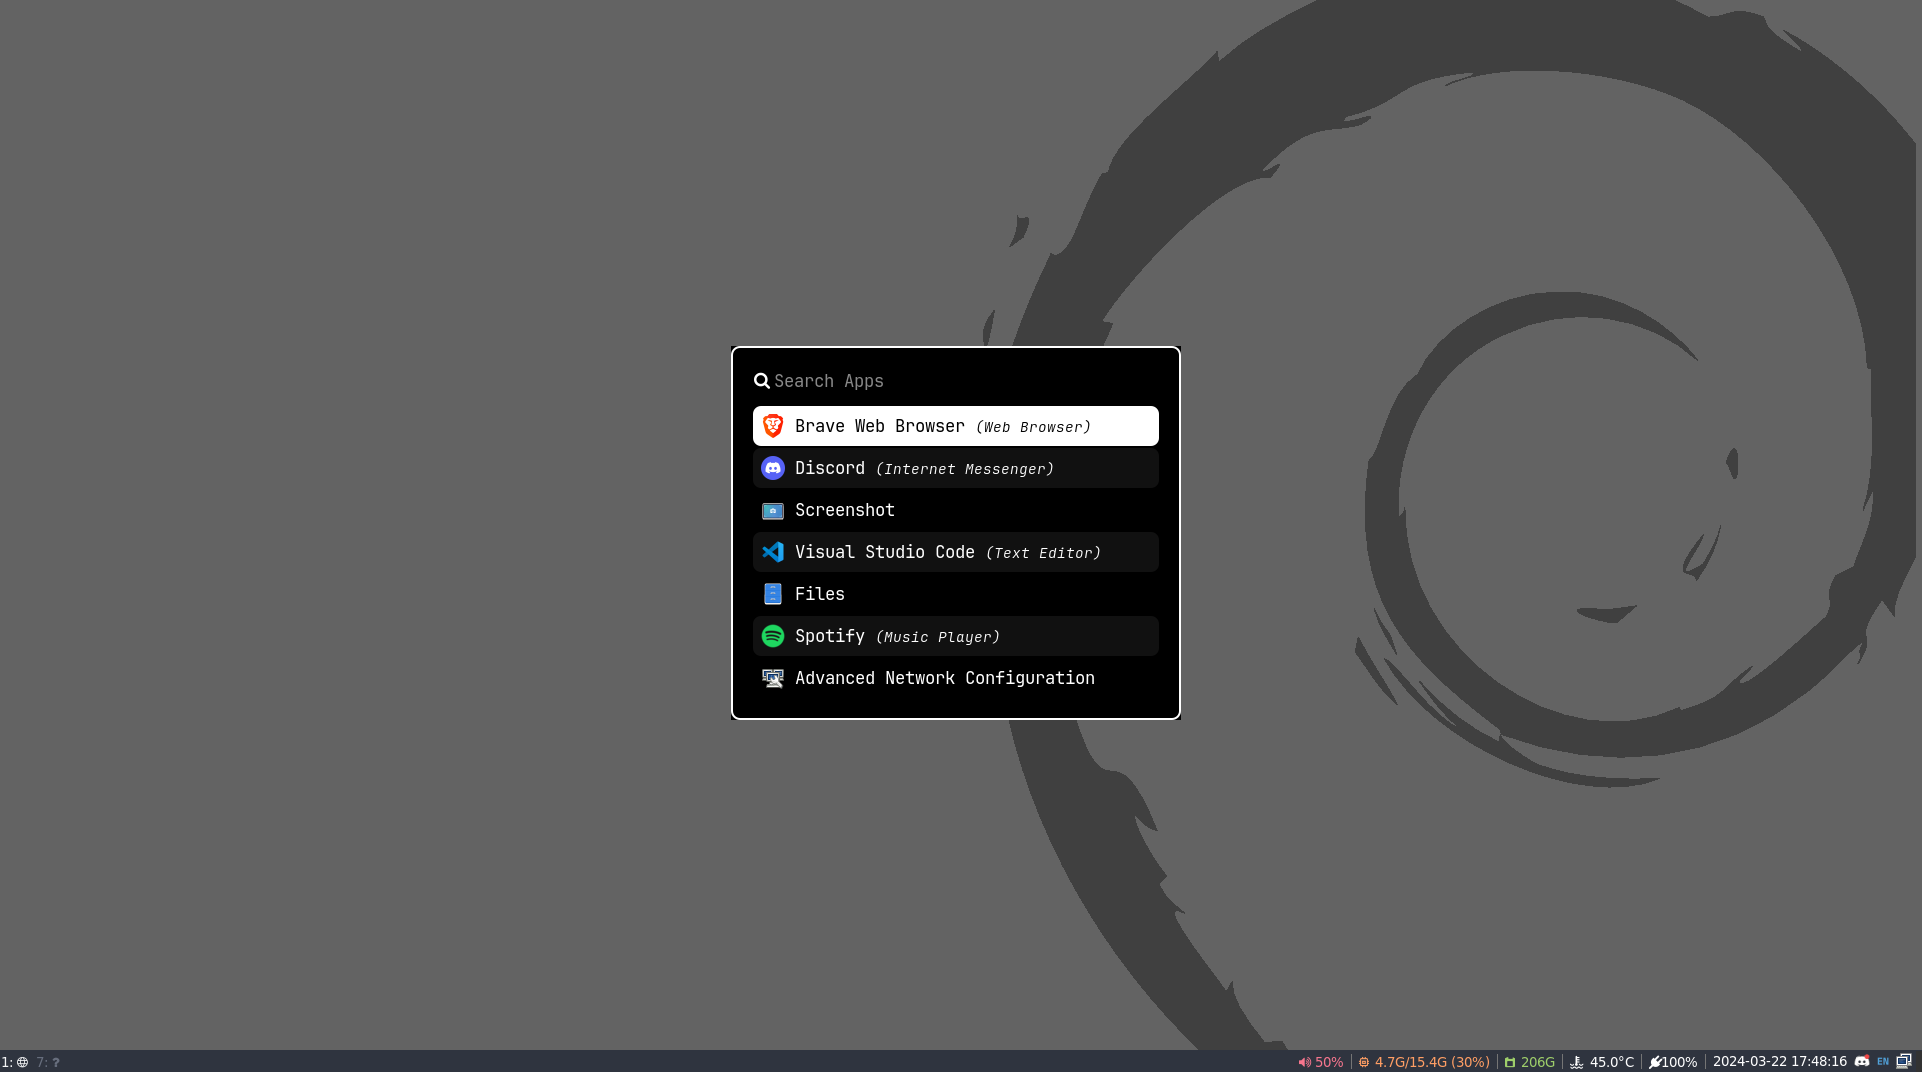 Search Apps
Brave Web Browser (Web Browser)
Discord (Internet Messenger)
Screenshot
Visual Studio Code (Text Editor)
Files
Spotify (Music Player)
Advanced Network Configuration
1: 7: ? 50% 4.7G/15.4G (30%) 206G 45.0°C 100% 2024-03-22 17:48:16 EN